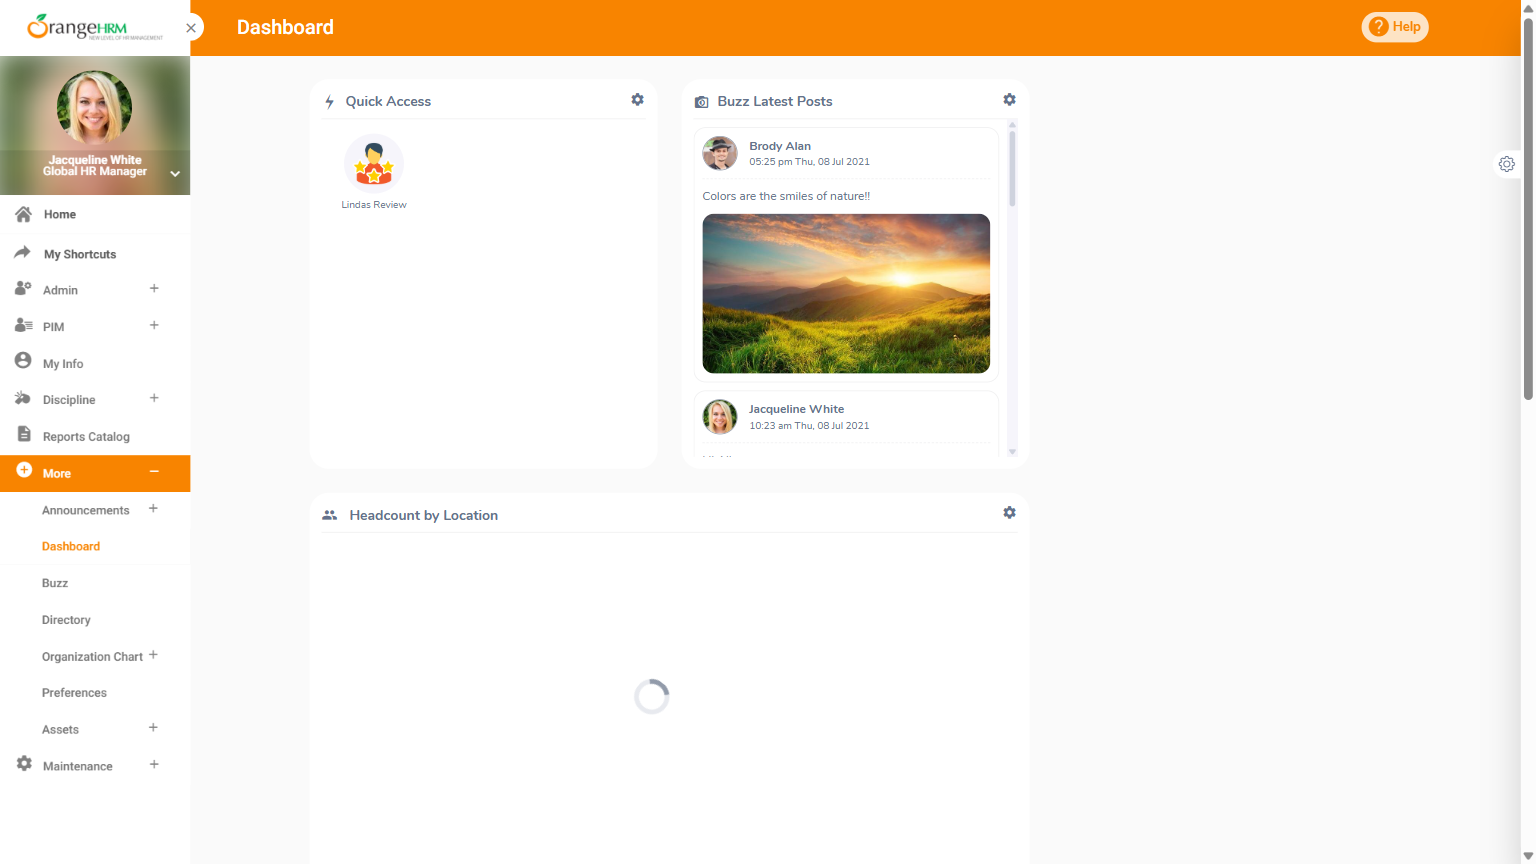 OrangeHRM
NEW LEVEL OF HR MANAGEMENT
Dashboard
Help
Jacqueline White
Global HR Manager
Home
My Shortcuts
Admin
PIM
My Info
Discipline
Reports Catalog
More
Announcements
Dashboard
Buzz
Directory
Organization Chart
Preferences
Assets
Maintenance
Quick Access
Lindas Review
Buzz Latest Posts
Brody Alan
05:25 pm Thu, 08 Jul 2021
Colors are the smiles of nature!!
Jacqueline White
10:23 am Thu, 08 Jul 2021
Headcount by Location